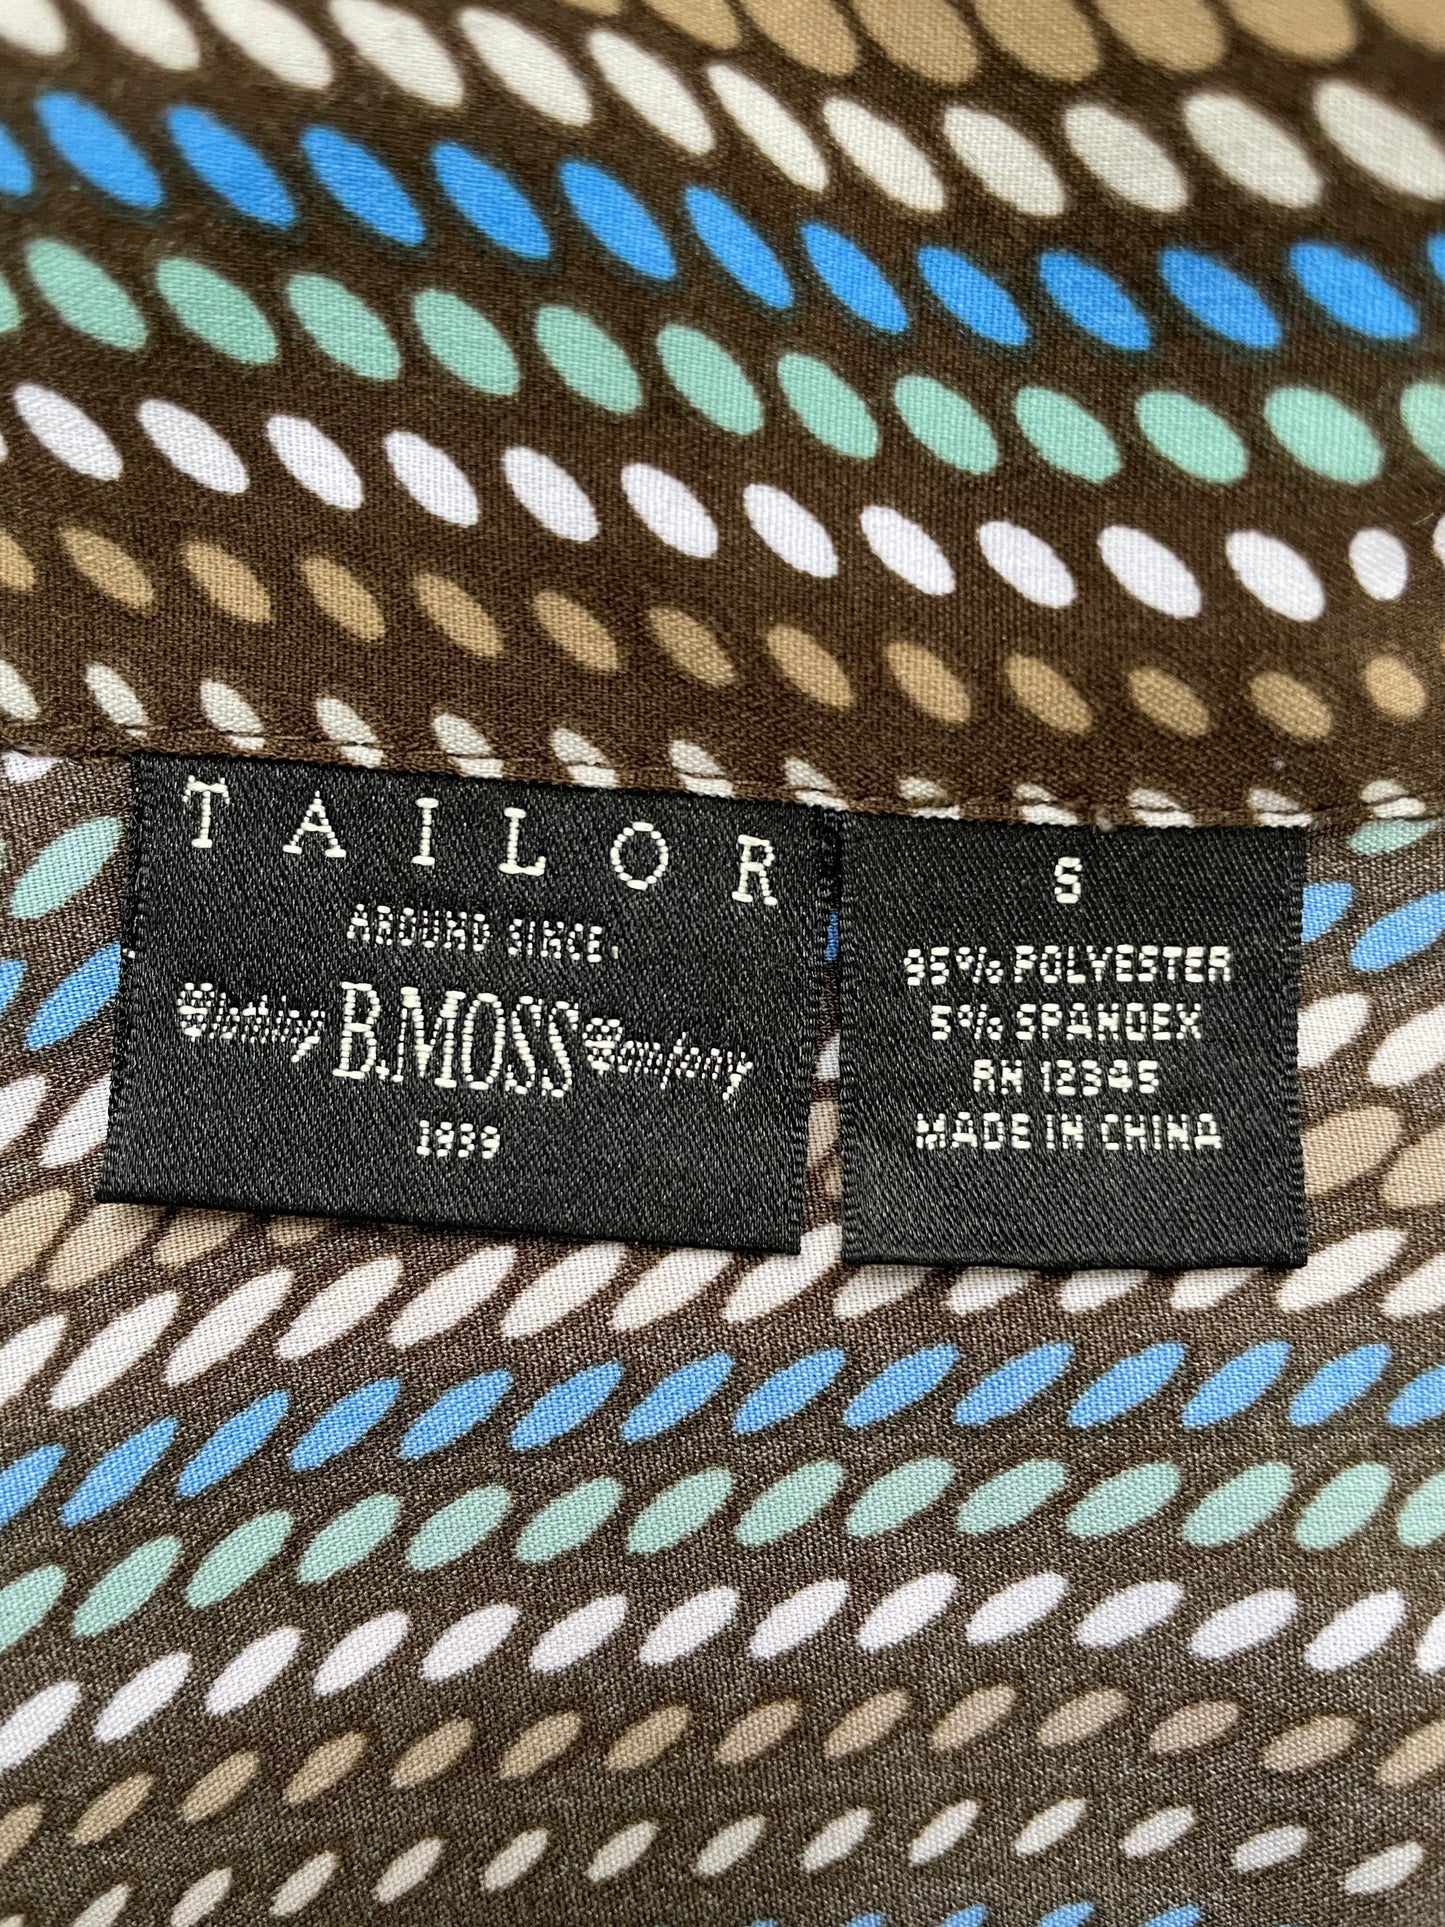 TAILOR
AROUND SINCE:
Clothing B.MOSS Company
1939
S
95% POLYESTER
5% SPANDEX
RN 12345
MADE IN CHINA